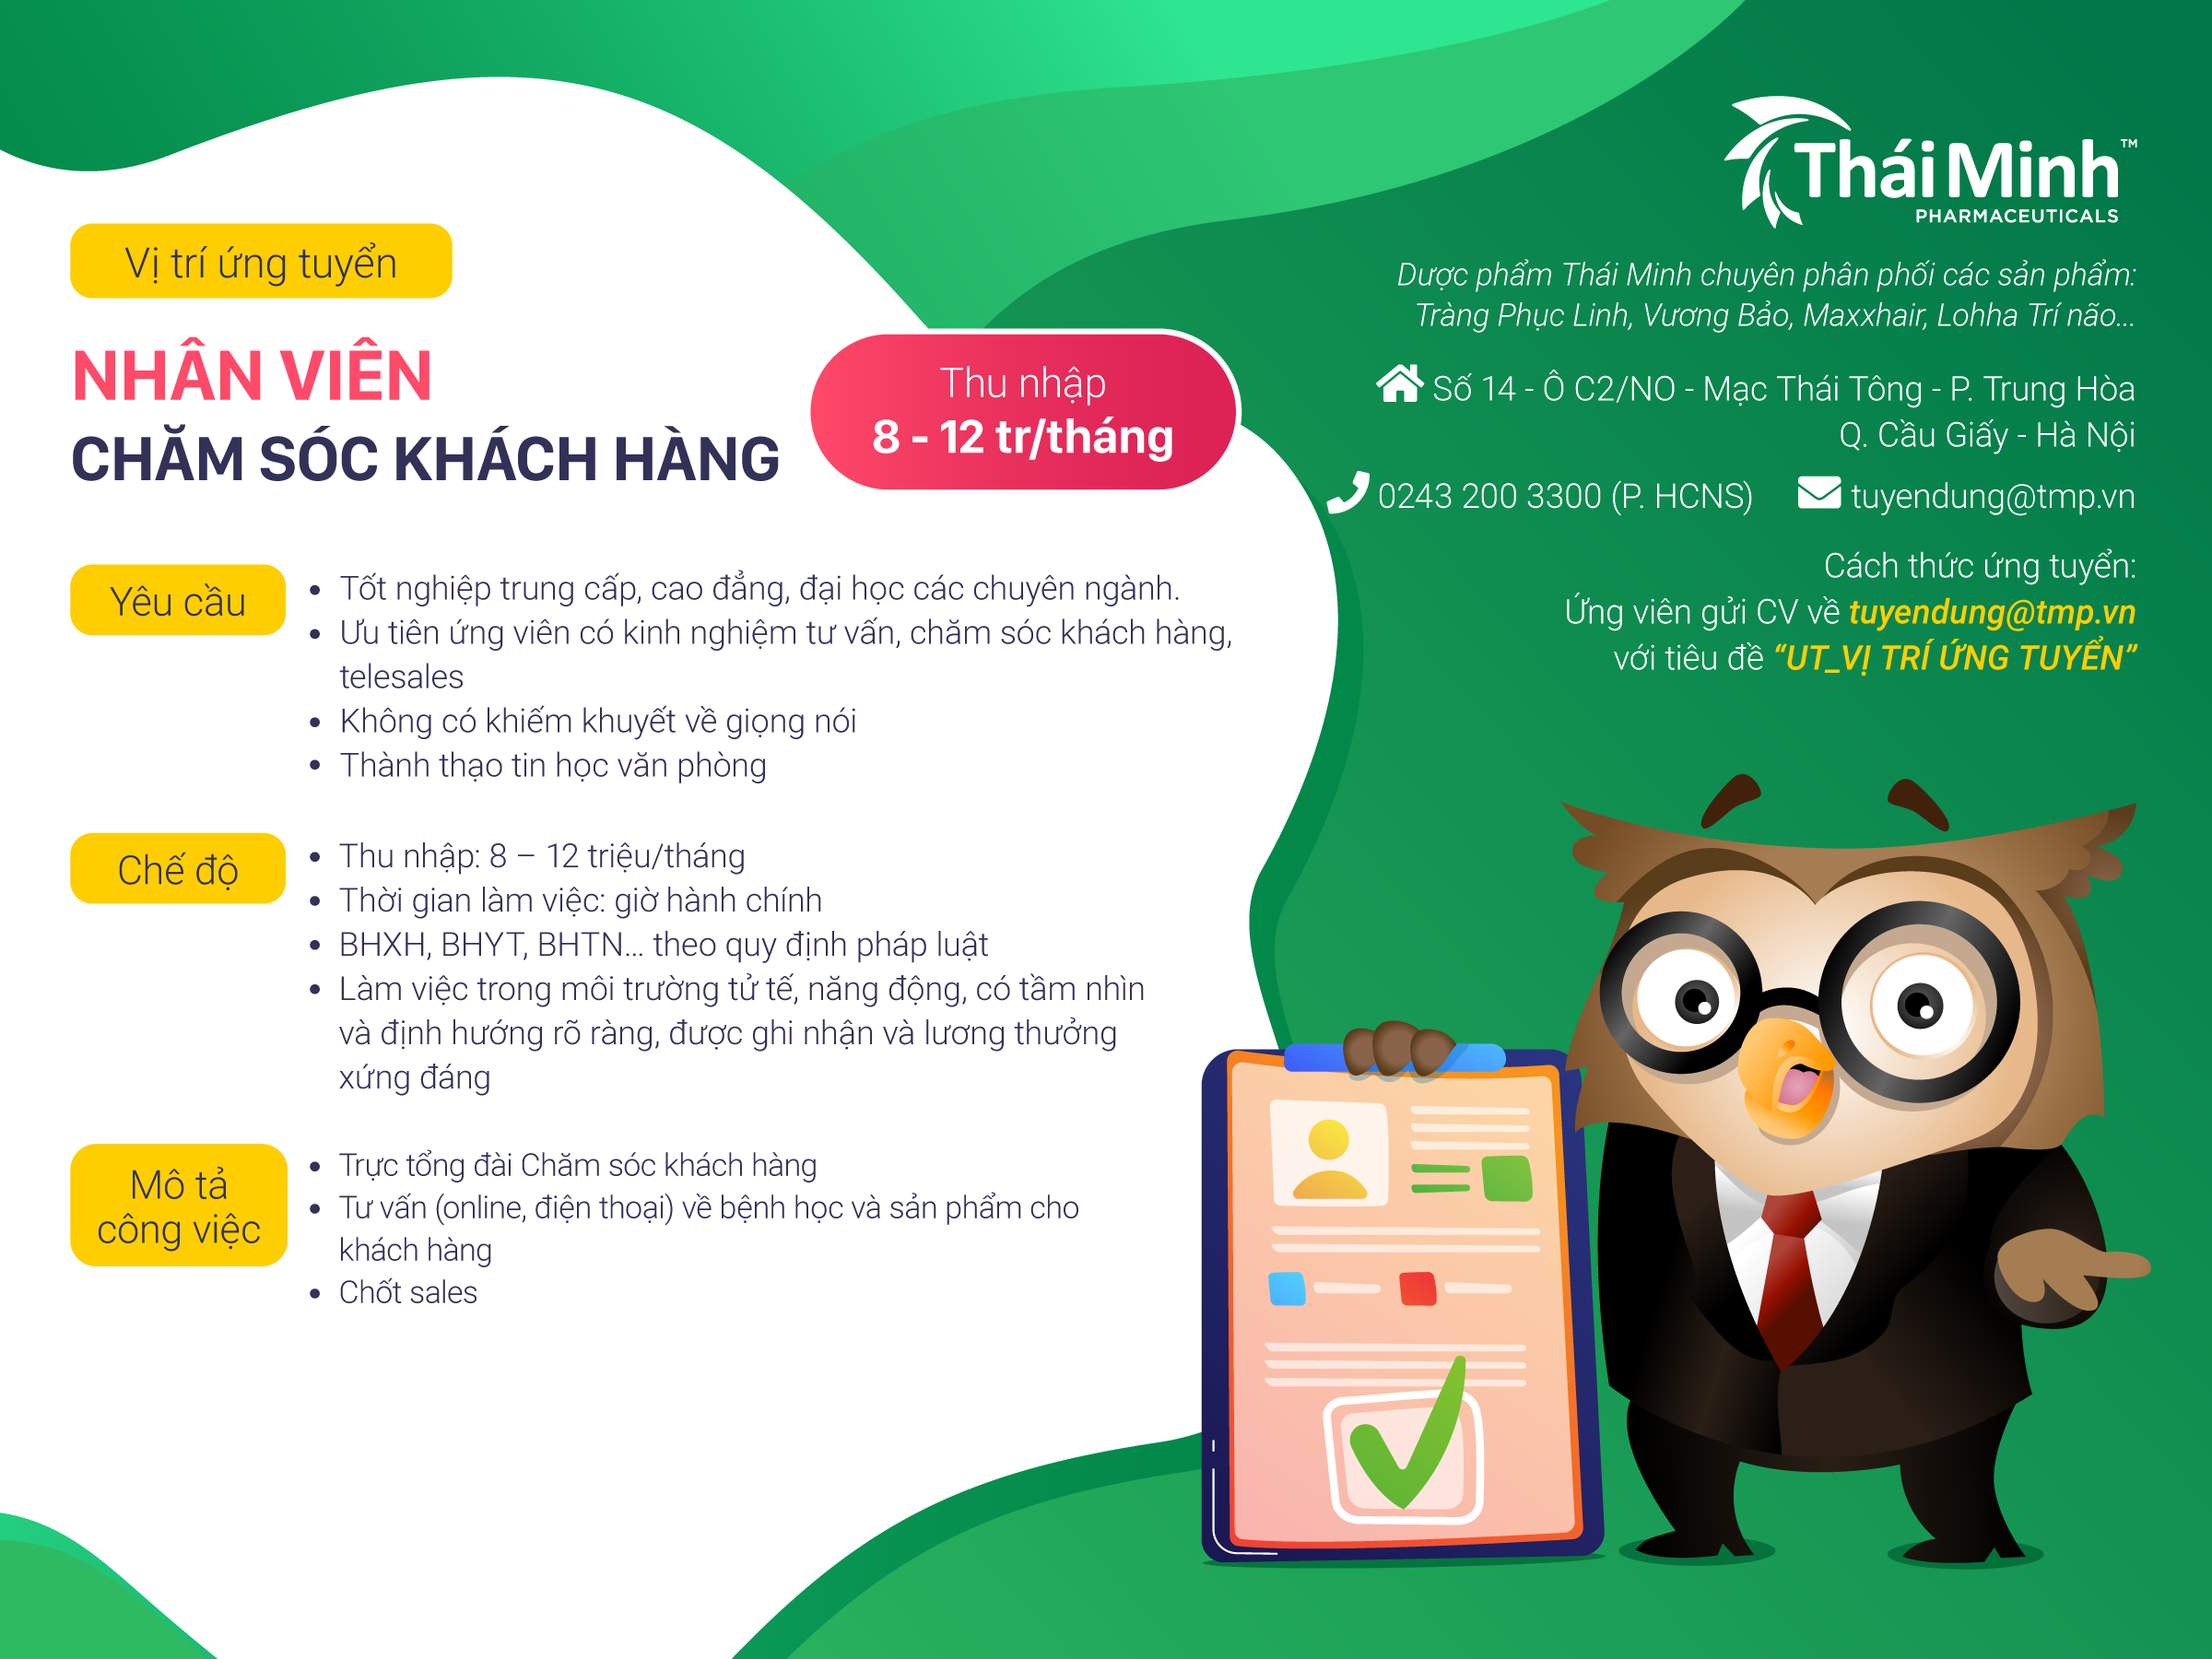 Vị trí ứng tuyển
NHÂN VIÊN
CHĂM SÓC KHÁCH HÀNG
Thu nhập
8 - 12 tr/tháng
Yêu cầu
• Tốt nghiệp trung cấp, cao đẳng, đại học các chuyên ngành.
• Ưu tiên ứng viên có kinh nghiệm tư vấn, chăm sóc khách hàng,
telesales
• Không có khiếm khuyết về giọng nói
• Thành thạo tin học văn phòng
Chế độ
• Thu nhập: 8 – 12 triệu/tháng
• Thời gian làm việc: giờ hành chính
• BHXH, BHYT, BHTN... theo quy định pháp luật
• Làm việc trong môi trường tử tế, năng động, có tầm nhìn
và định hướng rõ ràng, được ghi nhận và lương thưởng
xứng đáng
Mô tả
công việc
• Trực tổng đài Chăm sóc khách hàng
• Tư vấn (online, điện thoại) về bệnh học và sản phẩm cho
khách hàng
• Chốt sales
Thái Minh™
PHARMACEUTICALS
Dược phẩm Thái Minh chuyên phân phối các sản phẩm:
Tràng Phục Linh, Vương Bảo, Maxxhair, Lohha Trí não...
Số 14 - Ô C2/NO - Mạc Thái Tông - P. Trung Hòa
Q. Cầu Giấy - Hà Nội
0243 200 3300 (P. HCNS) tuyendung@tmp.vn
Cách thức ứng tuyển:
Ứng viên gửi CV về tuyendung@tmp.vn
với tiêu đề “UT_VỊ TRÍ ỨNG TUYỂN”